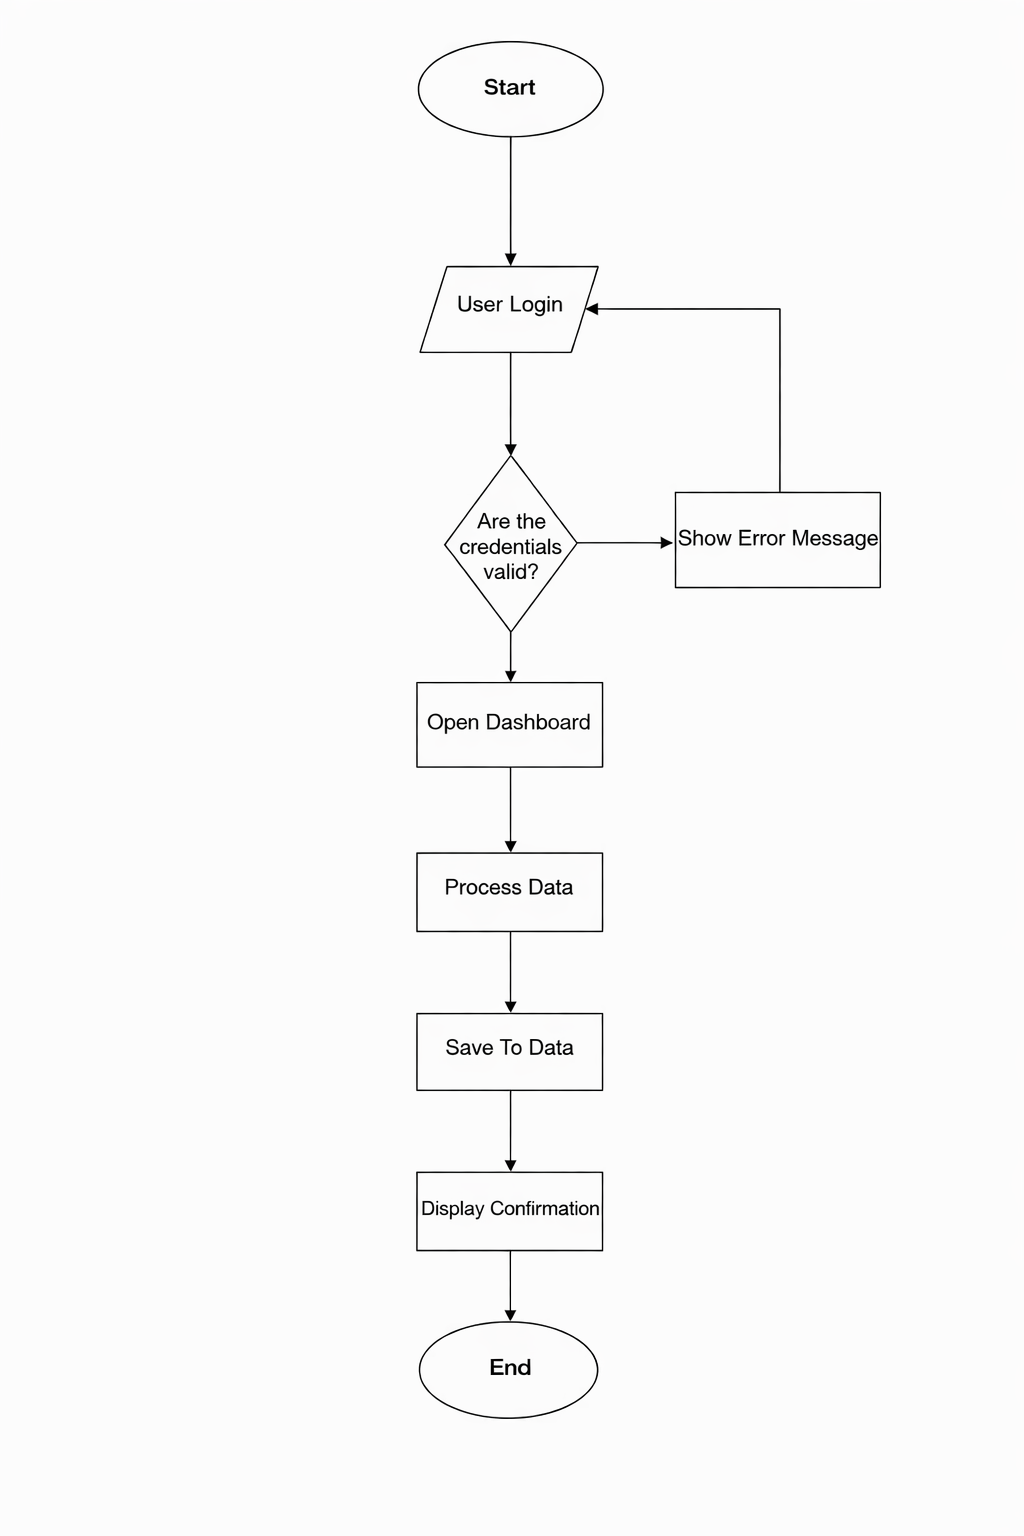 Start
User Login
Are the
credentials
valid?
Show Error Message
Open Dashboard
Process Data
Save To Data
Display Confirmation
End